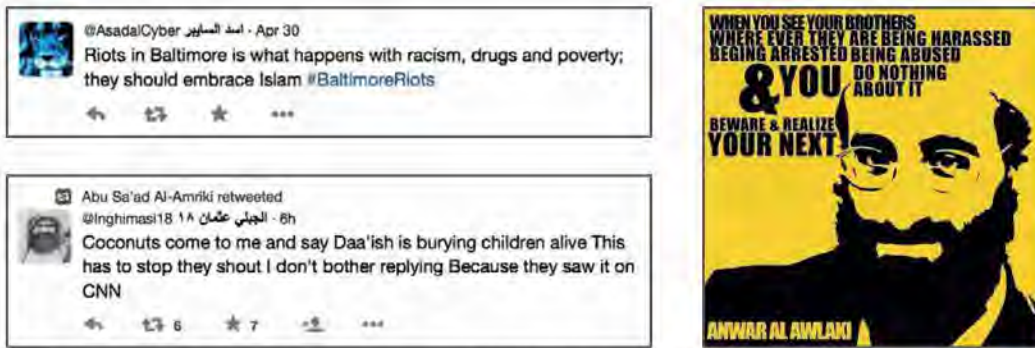 @AsadalCyber اسد السايبر · Apr 30
Riots in Baltimore is what happens with racism, drugs and poverty;
they should embrace Islam #BaltimoreRiots
Abu Sa'ad Al-Amriki retweeted
@Inghimasi18 الجبلي عثمان ١٨ · 6h
Coconuts come to me and say Daa'ish is burying children alive This
has to stop they shout I don't bother replying Because they saw it on
CNN
6 7
WHEN YOU SEE YOUR BROTHERS
WHERE EVER THEY ARE BEING HARASSED
BEGING ARRESTED BEING ABUSED
& YOU DO NOTHING
ABOUT IT
BEWARE & REALIZE
YOUR NEXT
ANWAR AL AWLAKI